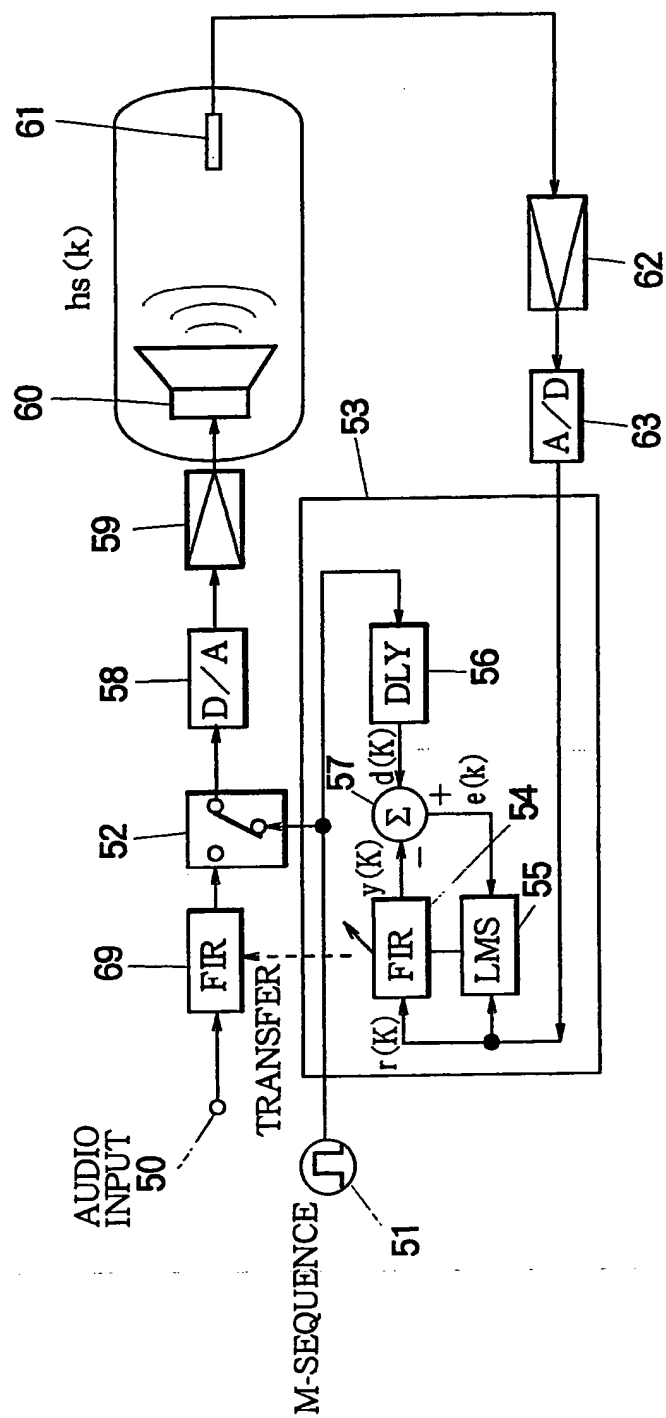 hs(k)
61
60
59
58
D/A
52
69
FIR
TRANSFER
AUDIO
INPUT
50
M-SEQUENCE
51
53
DLY
56
57
d(K)
Σ
+
−
e(k)
y(K)
54
FIR
r(K)
LMS
55
62
A/D
63